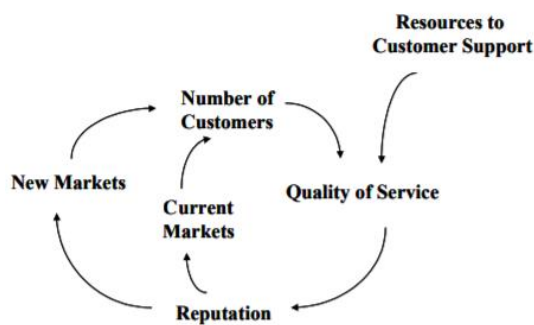 Resources to
Customer Support
Number of
Customers
New Markets
Current
Markets
Quality of Service
Reputation